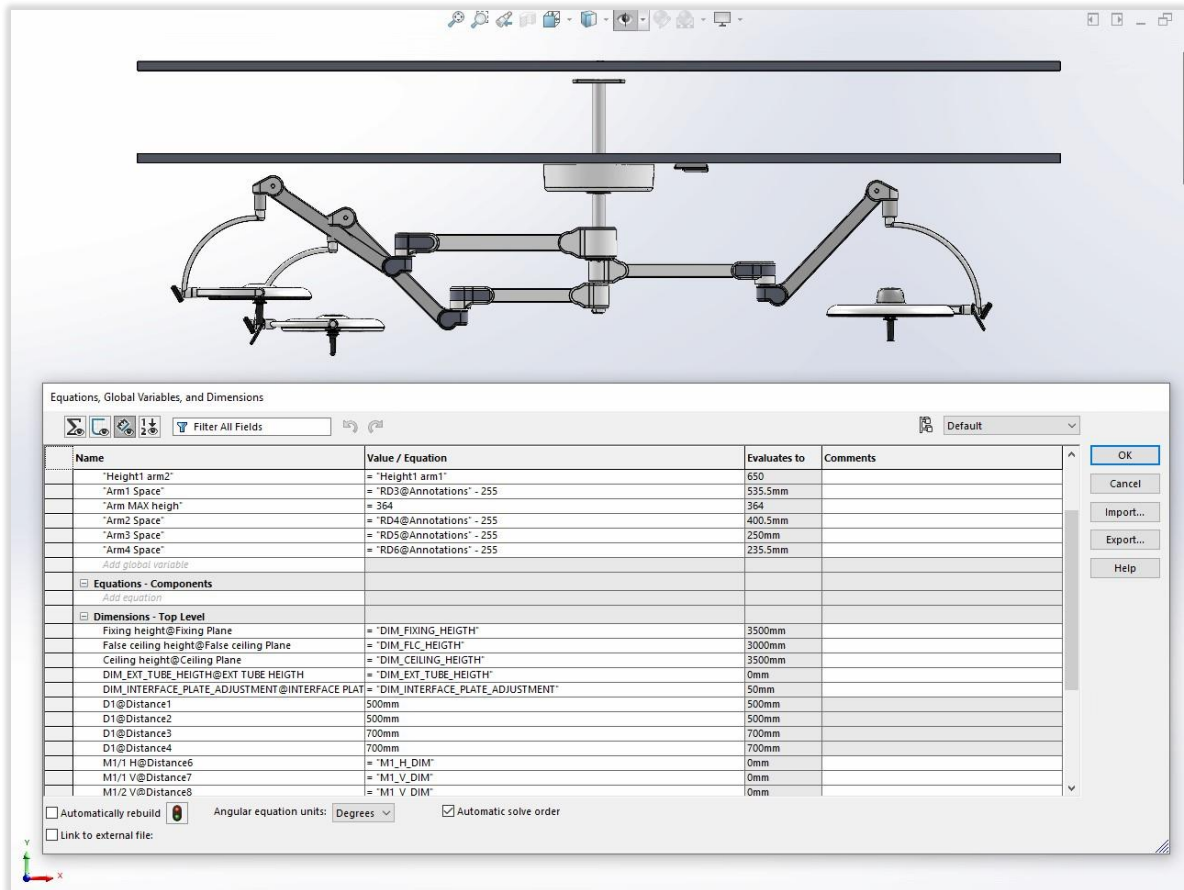 Equations, Global Variables, and Dimensions
Filter All Fields
Default
Name Value / Equation Evaluates to Comments
"Height1 arm2" = "Height1 arm1" 650
"Arm1 Space" = "RD3@Annotations" - 255 535.5mm
"Arm MAX heigh" = 364 364
"Arm2 Space" = "RD4@Annotations" - 255 400.5mm
"Arm3 Space" = "RD5@Annotations" - 255 250mm
"Arm4 Space" = "RD6@Annotations" - 255 235.5mm
Add global variable
Equations - Components
Add equation
Dimensions - Top Level
Fixing height@Fixing Plane = "DIM_FIXING_HEIGTH" 3500mm
False ceiling height@False ceiling Plane = "DIM_FLC_HEIGTH" 3000mm
Ceiling height@Ceiling Plane = "DIM_CEILING_HEIGTH" 3500mm
DIM_EXT_TUBE_HEIGTH@EXT TUBE HEIGTH = "DIM_EXT_TUBE_HEIGTH" 0mm
DIM_INTERFACE_PLATE_ADJUSTMENT@INTERFACE PLAT = "DIM_INTERFACE_PLATE_ADJUSTMENT" 50mm
D1@Distance1 500mm 500mm
D1@Distance2 500mm 500mm
D1@Distance3 700mm 700mm
D1@Distance4 700mm 700mm
M1/1 H@Distance6 = "M1_H_DIM" 0mm
M1/1 V@Distance7 = "M1_V_DIM" 0mm
M1/2 V@Distance8 = "M1_V_DIM" 0mm
OK
Cancel
Import...
Export...
Help
Automatically rebuild Angular equation units: Degrees Automatic solve order
Link to external file:
Y
X